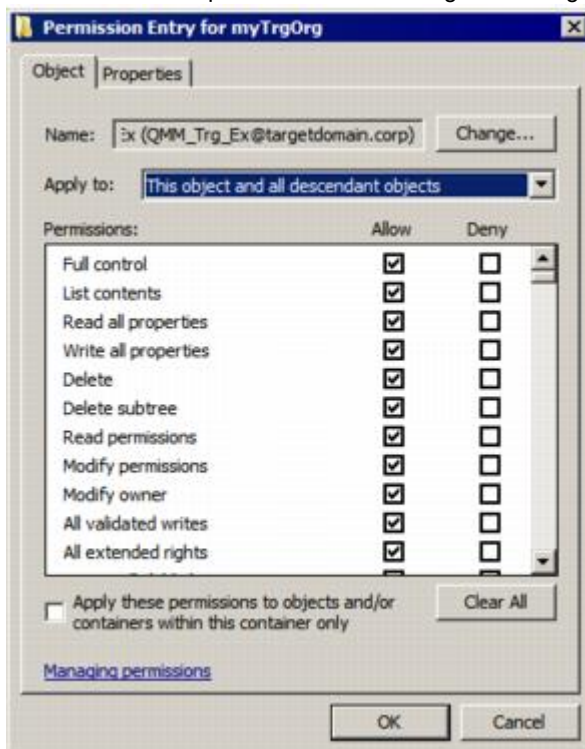 Permission Entry for myTrgOrg
Object Properties
Name: Ex (QMM_Trg_Ex@targetdomain.corp) Change...
Apply to: This object and all descendant objects
Permissions: Allow Deny
Full control
List contents
Read all properties
Write all properties
Delete
Delete subtree
Read permissions
Modify permissions
Modify owner
All validated writes
All extended rights
Apply these permissions to objects and/or
containers within this container only
Clear All
Managing permissions
OK Cancel